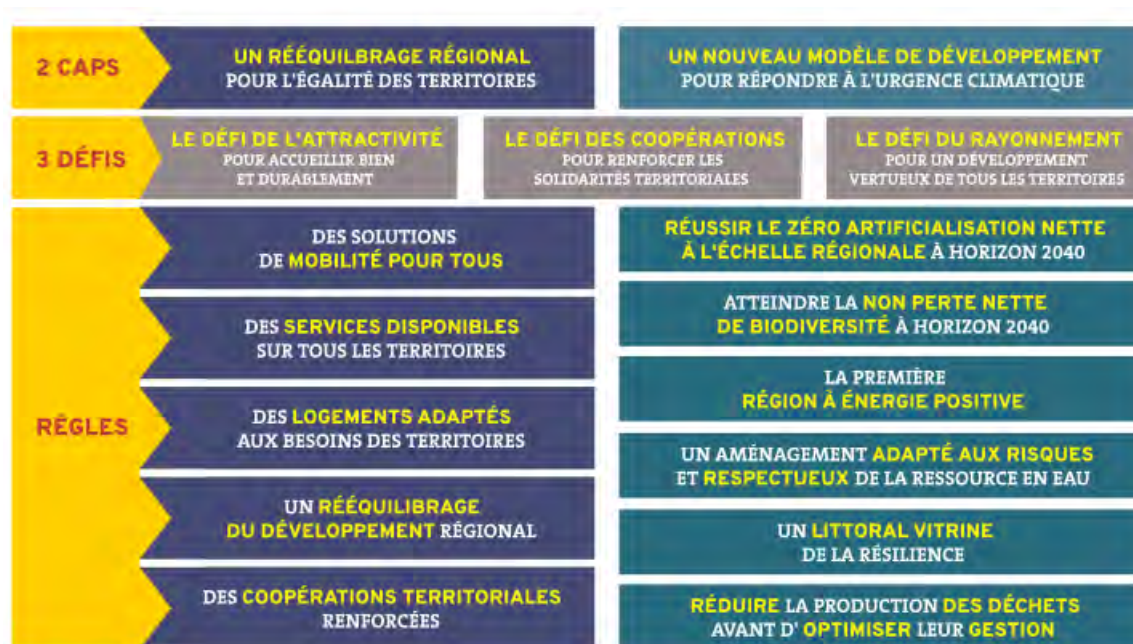 2 CAPS
UN RÉÉQUILBRAGE RÉGIONAL
POUR L'ÉGALITÉ DES TERRITOIRES
UN NOUVEAU MODÈLE DE DÉVELOPPEMENT
POUR RÉPONDRE À L'URGENCE CLIMATIQUE
3 DÉFIS
LE DÉFI DE L'ATTRACTIVITÉ
POUR ACCUEILLIR BIEN
ET DURABLEMENT
LE DÉFI DES COOPÉRATIONS
POUR RENFORCER LES
SOLIDARITÉS TERRITORIALES
LE DÉFI DU RAYONNEMENT
POUR UN DÉVELOPPEMENT
VERTUEUX DE TOUS LES TERRITOIRES
RÈGLES
DES SOLUTIONS
DE MOBILITÉ POUR TOUS
DES SERVICES DISPONIBLES
SUR TOUS LES TERRITOIRES
DES LOGEMENTS ADAPTÉS
AUX BESOINS DES TERRITOIRES
UN RÉÉQUILIBRAGE
DU DÉVELOPPEMENT RÉGIONAL
DES COOPÉRATIONS TERRITORIALES
RENFORCÉES
RÉUSSIR LE ZÉRO ARTIFICIALISATION NETTE
À L'ÉCHELLE RÉGIONALE À HORIZON 2040
ATTEINDRE LA NON PERTE NETTE
DE BIODIVERSITÉ À HORIZON 2040
LA PREMIÈRE
RÉGION À ÉNERGIE POSITIVE
UN AMÉNAGEMENT ADAPTÉ AUX RISQUES
ET RESPECTUEUX DE LA RESSOURCE EN EAU
UN LITTORAL VITRINE
DE LA RÉSILIENCE
RÉDUIRE LA PRODUCTION DES DÉCHETS
AVANT D' OPTIMISER LEUR GESTION